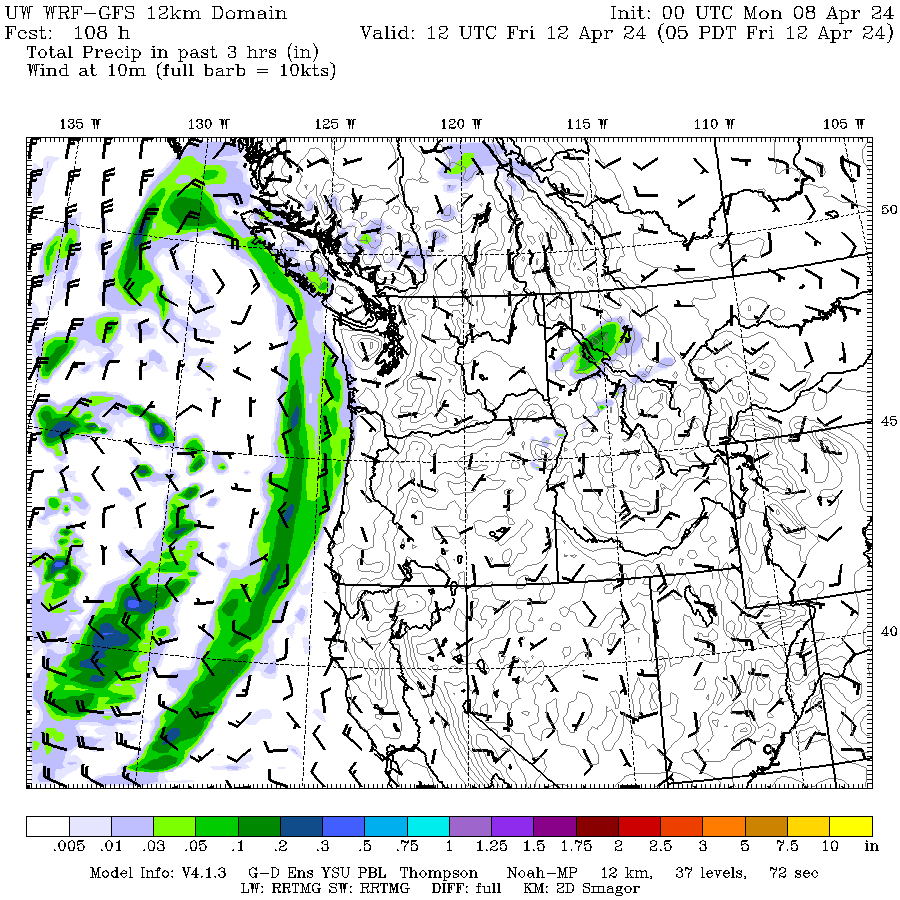 UW WRF-GFS 12km Domain Init: 00 UTC Mon 08 Apr 24
Fcst: 108 h Valid: 12 UTC Fri 12 Apr 24 (05 PDT Fri 12 Apr 24)
Total Precip in past 3 hrs (in)
Wind at 10m (full barb = 10kts)
135 W 130 W 125 W 120 W 115 W 110 W 105 W
50
45
40
.005 .01 .03 .05 .1 .2 .3 .5 .75 1 1.25 1.5 1.75 2 2.5 3 5 7.5 10 in
Model Info: V4.1.3 G-D Ens YSU PBL Thompson Noah-MP 12 km, 37 levels, 72 sec
LW: RRTMG SW: RRTMG DIFF: full KM: 2D Smagor